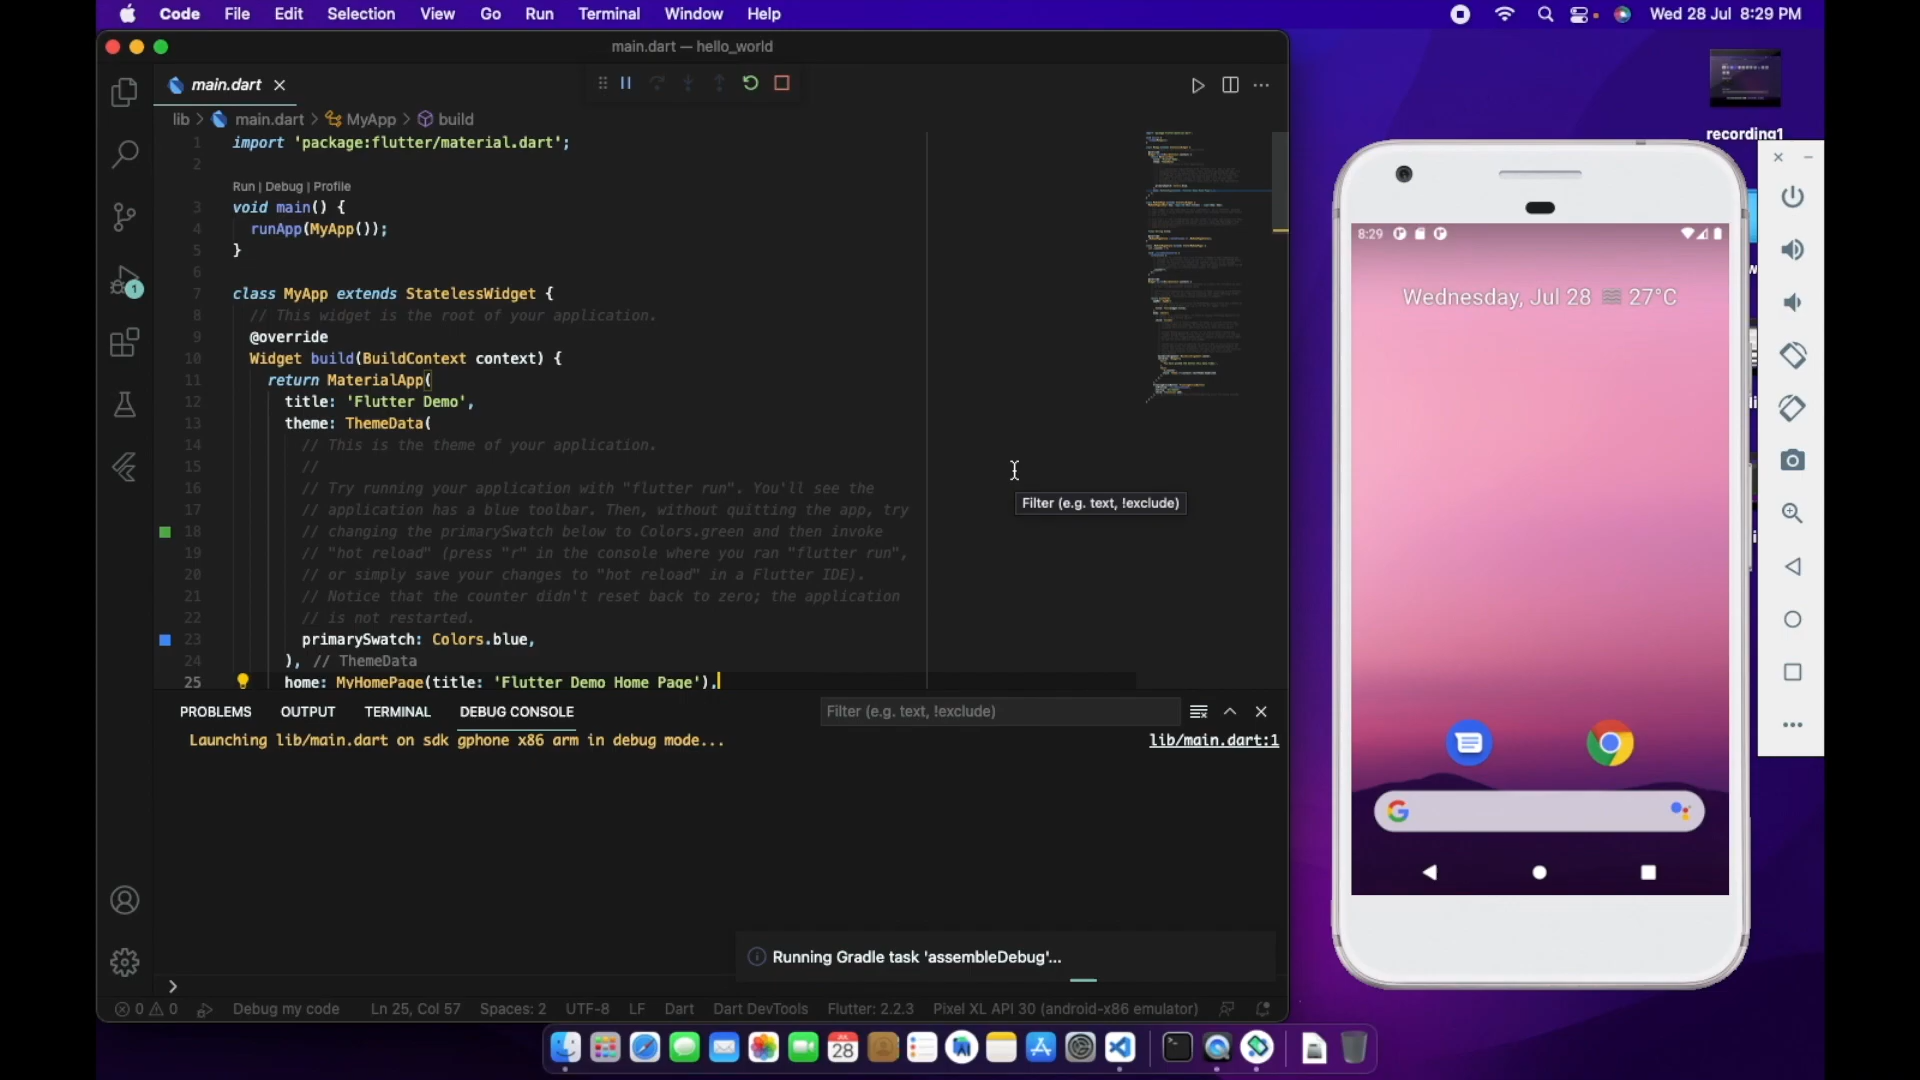 Code File Edit Selection View Go Run Terminal Window Help
Wed 28 Jul 8:29 PM
main.dart — hello_world
main.dart
lib > main.dart > MyApp > build
1 import 'package:flutter/material.dart';
2
Run | Debug | Profile
3 void main() {
4 runApp(MyApp());
5 }
6
7 class MyApp extends StatelessWidget {
8 // This widget is the root of your application.
9 @override
10 Widget build(BuildContext context) {
11 return MaterialApp(
12 title: 'Flutter Demo',
13 theme: ThemeData(
14 // This is the theme of your application.
15 //
16 // Try running your application with "flutter run". You'll see the
17 // application has a blue toolbar. Then, without quitting the app, try
18 // changing the primarySwatch below to Colors.green and then invoke
19 // "hot reload" (press "r" in the console where you ran "flutter run",
20 // or simply save your changes to "hot reload" in a Flutter IDE).
21 // Notice that the counter didn't reset back to zero; the application
22 // is not restarted.
23 primarySwatch: Colors.blue,
24 ), // ThemeData
25 home: MyHomePage(title: 'Flutter Demo Home Page'),
Filter (e.g. text, !exclude)
1
PROBLEMS OUTPUT TERMINAL DEBUG CONSOLE
Filter (e.g. text, !exclude)
Launching lib/main.dart on sdk gphone x86 arm in debug mode...
lib/main.dart:1
Running Gradle task 'assembleDebug'...
0 0 Debug my code Ln 25, Col 57 Spaces: 2 UTF-8 LF Dart Dart DevTools Flutter: 2.2.3 Pixel XL API 30 (android-x86 emulator)
recording1
8:29
Wednesday, Jul 28 27°C
JUL
28